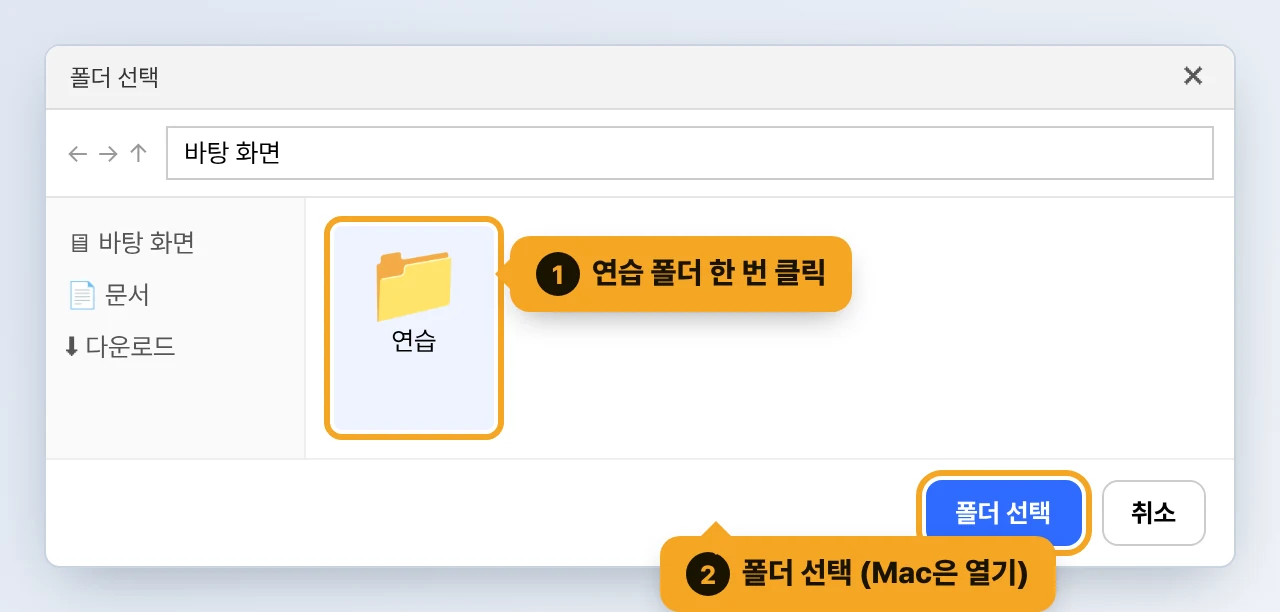 폴더 선택
바탕 화면
바탕 화면
문서
다운로드
연습
1 연습 폴더 한 번 클릭
폴더 선택
취소
2 폴더 선택 (Mac은 열기)